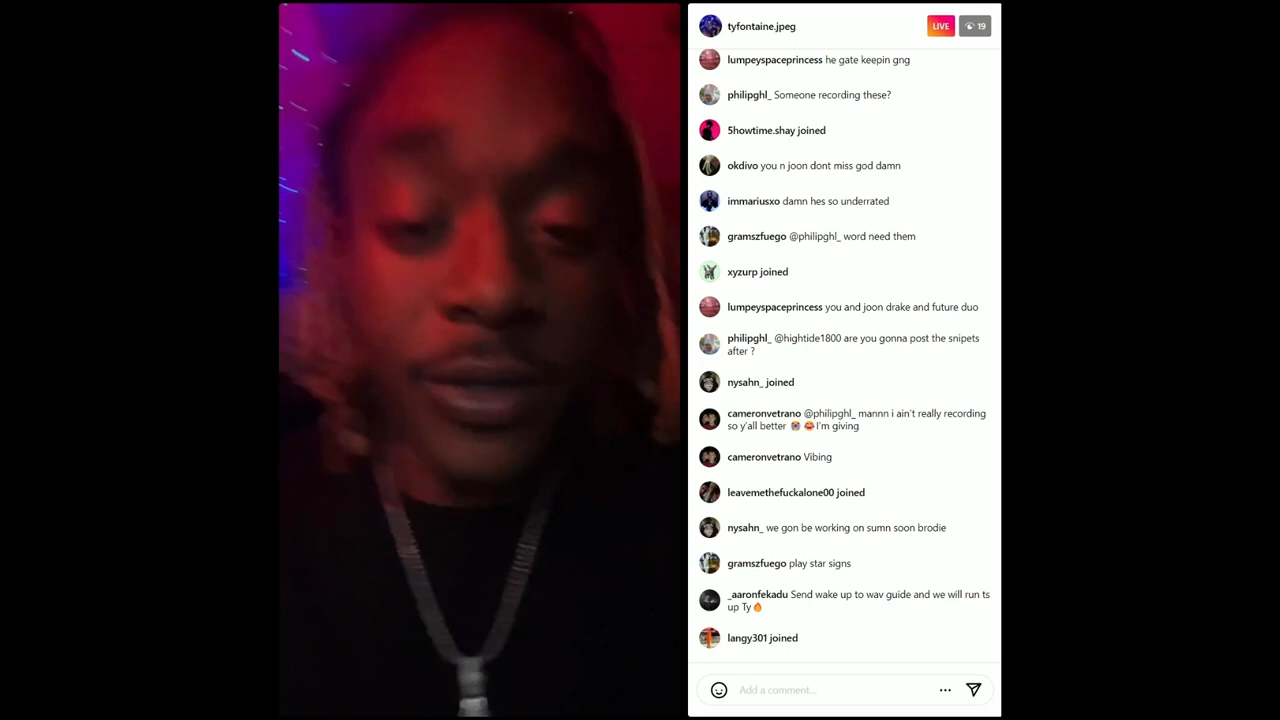 tyfontaine.jpeg
LIVE
19
lumpeyspaceprincess he gate keepin gng
philipghl_ Someone recording these?
5howtime.shay joined
okdivo you n joon dont miss god damn
immariusxo damn hes so underrated
gramszfuego @philipghl_ word need them
xyzurp joined
lumpeyspaceprincess you and joon drake and future duo
philipghl_ @hightide1800 are you gonna post the snipets
after ?
nysahn_ joined
cameronvetrano @philipghl_ mannn i ain't really recording
so y'all better 😭😂I'm giving
cameronvetrano Vibing
leavemethefuckalone00 joined
nysahn_ we gon be working on sumn soon brodie
gramszfuego play star signs
_aaronfekadu Send wake up to wav guide and we will run ts
up Ty🔥
langy301 joined
Add a comment...